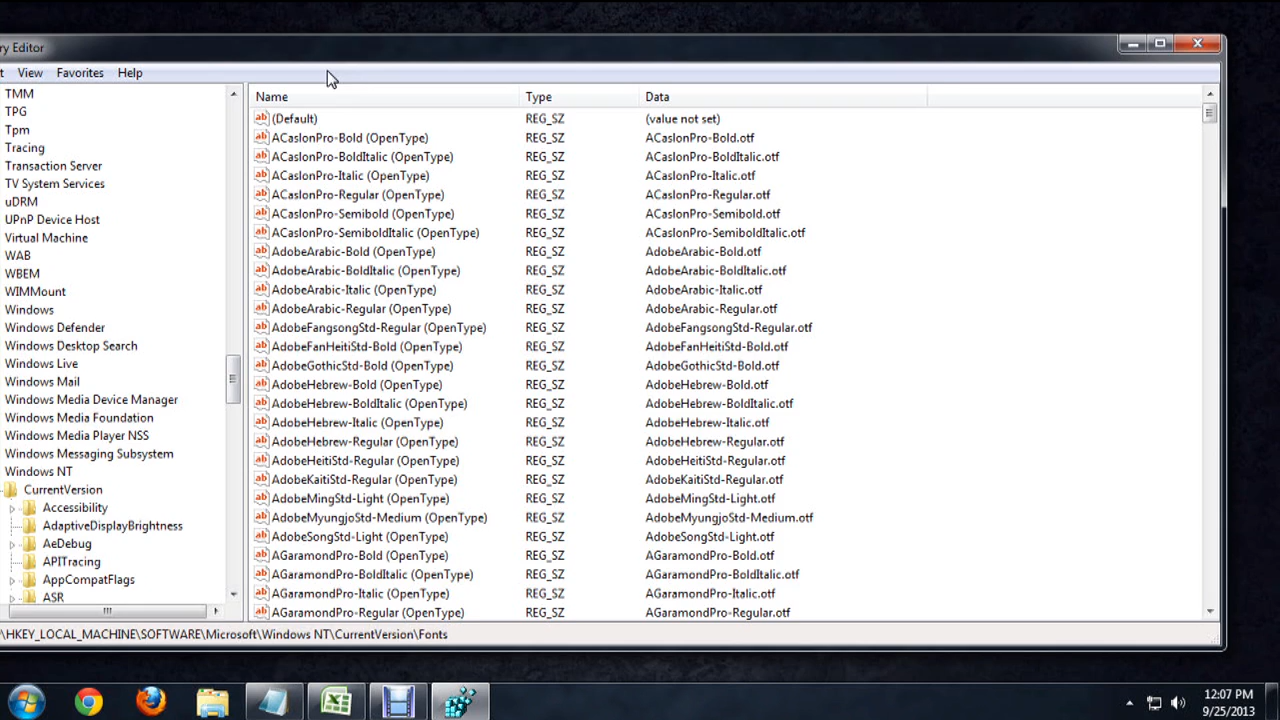 ry Editor
t View Favorites Help
TMM
TPG
Tpm
Tracing
Transaction Server
TV System Services
uDRM
UPnP Device Host
Virtual Machine
WAB
WBEM
WIMMount
Windows
Windows Defender
Windows Desktop Search
Windows Live
Windows Mail
Windows Media Device Manager
Windows Media Foundation
Windows Media Player NSS
Windows Messaging Subsystem
Windows NT
CurrentVersion
Accessibility
AdaptiveDisplayBrightness
AeDebug
APITracing
AppCompatFlags
ASR
Name Type Data
(Default) REG_SZ (value not set)
ACaslonPro-Bold (OpenType) REG_SZ ACaslonPro-Bold.otf
ACaslonPro-BoldItalic (OpenType) REG_SZ ACaslonPro-BoldItalic.otf
ACaslonPro-Italic (OpenType) REG_SZ ACaslonPro-Italic.otf
ACaslonPro-Regular (OpenType) REG_SZ ACaslonPro-Regular.otf
ACaslonPro-Semibold (OpenType) REG_SZ ACaslonPro-Semibold.otf
ACaslonPro-SemiboldItalic (OpenType) REG_SZ ACaslonPro-SemiboldItalic.otf
AdobeArabic-Bold (OpenType) REG_SZ AdobeArabic-Bold.otf
AdobeArabic-BoldItalic (OpenType) REG_SZ AdobeArabic-BoldItalic.otf
AdobeArabic-Italic (OpenType) REG_SZ AdobeArabic-Italic.otf
AdobeArabic-Regular (OpenType) REG_SZ AdobeArabic-Regular.otf
AdobeFangsongStd-Regular (OpenType) REG_SZ AdobeFangsongStd-Regular.otf
AdobeFanHeitiStd-Bold (OpenType) REG_SZ AdobeFanHeitiStd-Bold.otf
AdobeGothicStd-Bold (OpenType) REG_SZ AdobeGothicStd-Bold.otf
AdobeHebrew-Bold (OpenType) REG_SZ AdobeHebrew-Bold.otf
AdobeHebrew-BoldItalic (OpenType) REG_SZ AdobeHebrew-BoldItalic.otf
AdobeHebrew-Italic (OpenType) REG_SZ AdobeHebrew-Italic.otf
AdobeHebrew-Regular (OpenType) REG_SZ AdobeHebrew-Regular.otf
AdobeHeitiStd-Regular (OpenType) REG_SZ AdobeHeitiStd-Regular.otf
AdobeKaitiStd-Regular (OpenType) REG_SZ AdobeKaitiStd-Regular.otf
AdobeMingStd-Light (OpenType) REG_SZ AdobeMingStd-Light.otf
AdobeMyungjoStd-Medium (OpenType) REG_SZ AdobeMyungjoStd-Medium.otf
AdobeSongStd-Light (OpenType) REG_SZ AdobeSongStd-Light.otf
AGaramondPro-Bold (OpenType) REG_SZ AGaramondPro-Bold.otf
AGaramondPro-BoldItalic (OpenType) REG_SZ AGaramondPro-BoldItalic.otf
AGaramondPro-Italic (OpenType) REG_SZ AGaramondPro-Italic.otf
AGaramondPro-Regular (OpenType) REG_SZ AGaramondPro-Regular.otf
\HKEY_LOCAL_MACHINE\SOFTWARE\Microsoft\Windows NT\CurrentVersion\Fonts
12:07 PM
9/25/2013